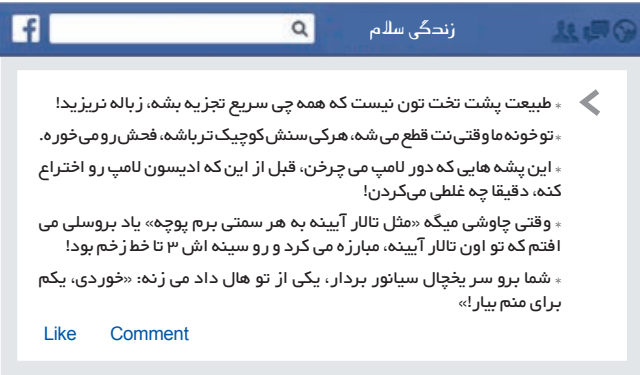 زندگی سلام
* طبیعت پشت تخت تون نیست که همه چی سریع تجزیه بشه، زباله نریزید!
* تو خونه ما وقتی نت قطع می شه، هرکی سنش کوچیک تر باشه، فحش رو می خوره.
* این پشه هایی که دور لامپ می چرخن، قبل از این که ادیسون لامپ رو اختراع
کنه، دقیقا چه غلطی می‌کردن!
* وقتی چاوشی میگه «مثل تالار آیینه به هر سمتی برم پوچه» یاد بروسلی می
افتم که تو اون تالار آیینه، مبارزه می کرد و رو سینه اش ۳ تا خط زخم بود!
* شما برو سر یخچال سیانور بردار، یکی از تو هال داد می زنه: «خوردی، یکم
برای منم بیار!»
Like Comment